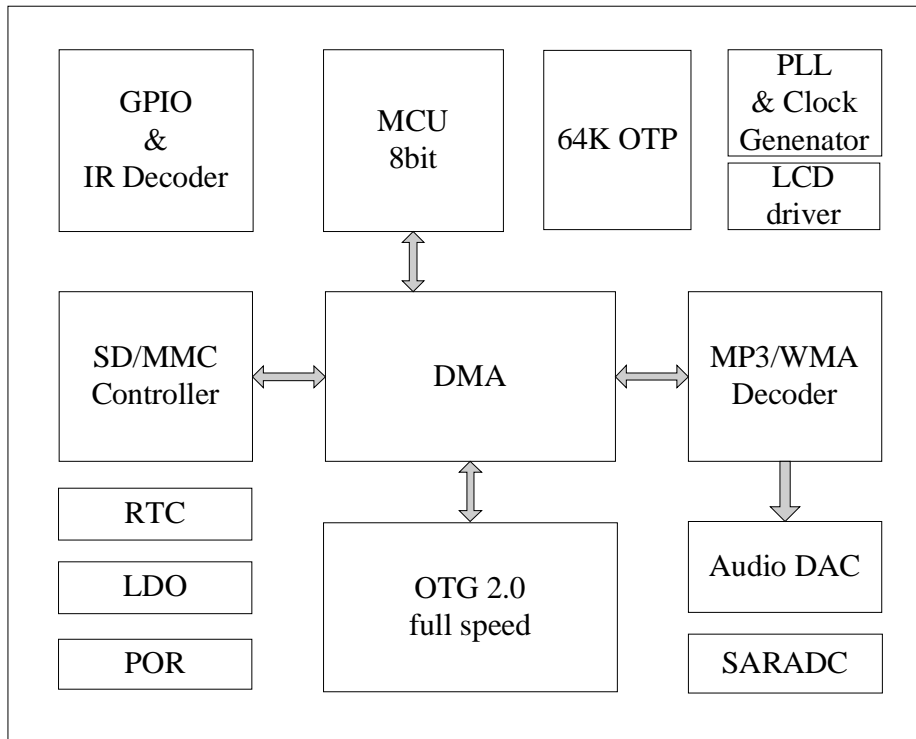 GPIO
&
IR Decoder
MCU
8bit
64K OTP
PLL
& Clock
Genenator
LCD
driver
SD/MMC
Controller
DMA
MP3/WMA
Decoder
RTC
LDO
POR
OTG 2.0
full speed
Audio DAC
SARADC